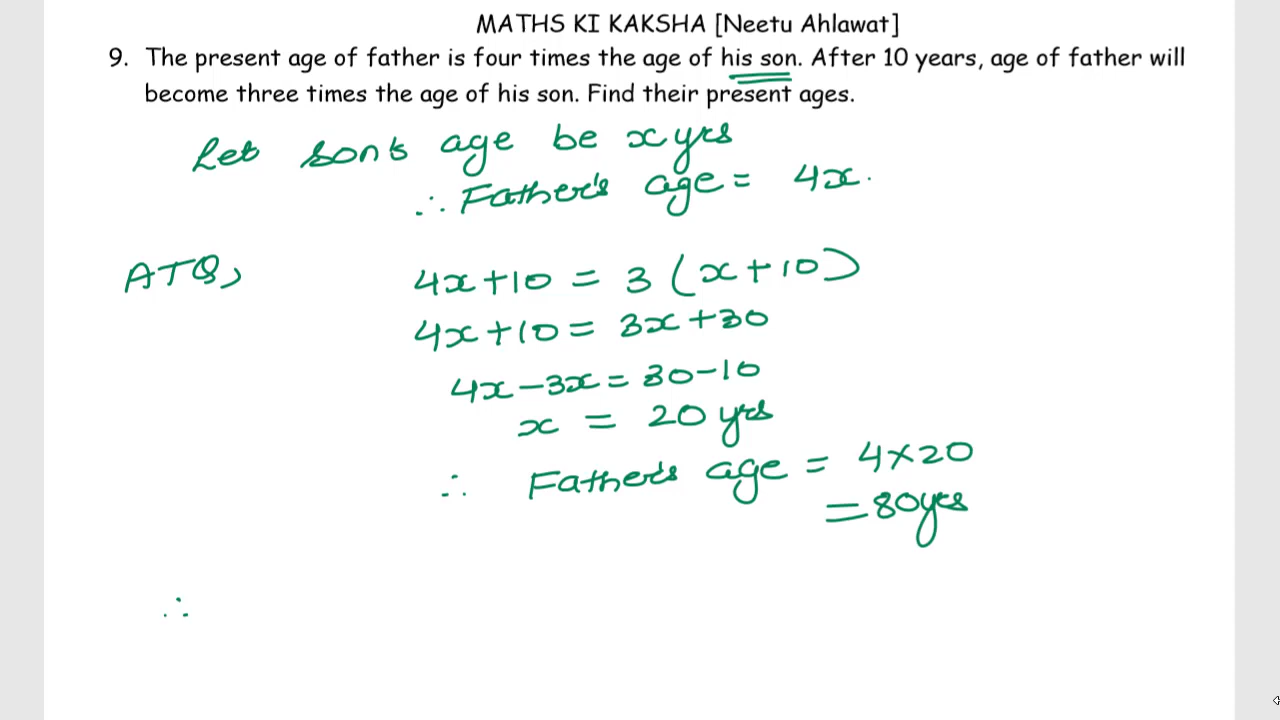 MATHS KI KAKSHA [Neetu Ahlawat]
9. The present age of father is four times the age of his son. After 10 years, age of father will
become three times the age of his son. Find their present ages.
Let son's age be x yrs
∴ Father's age = 4x.
ATQ,
4x+10 = 3 (x+10)
4x+10 = 3x+30
4x-3x = 30-10
x = 20 yrs
∴ Father's age = 4×20
= 80 yrs
∴